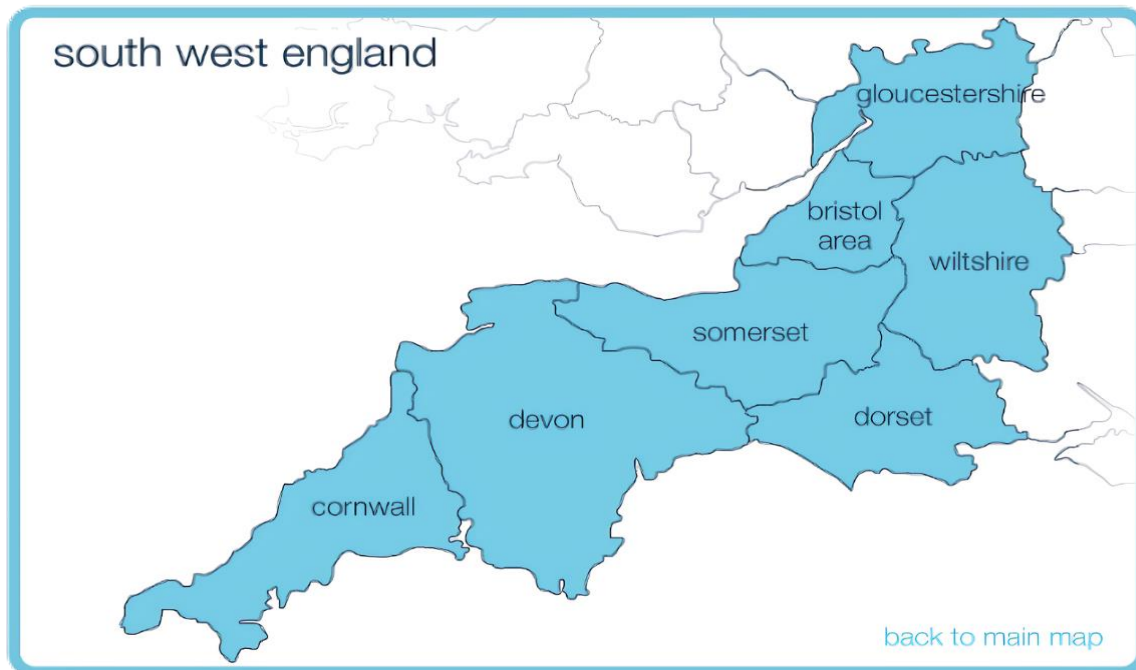 south west england
gloucestershire
bristol
area
wiltshire
somerset
devon
dorset
cornwall
back to main map